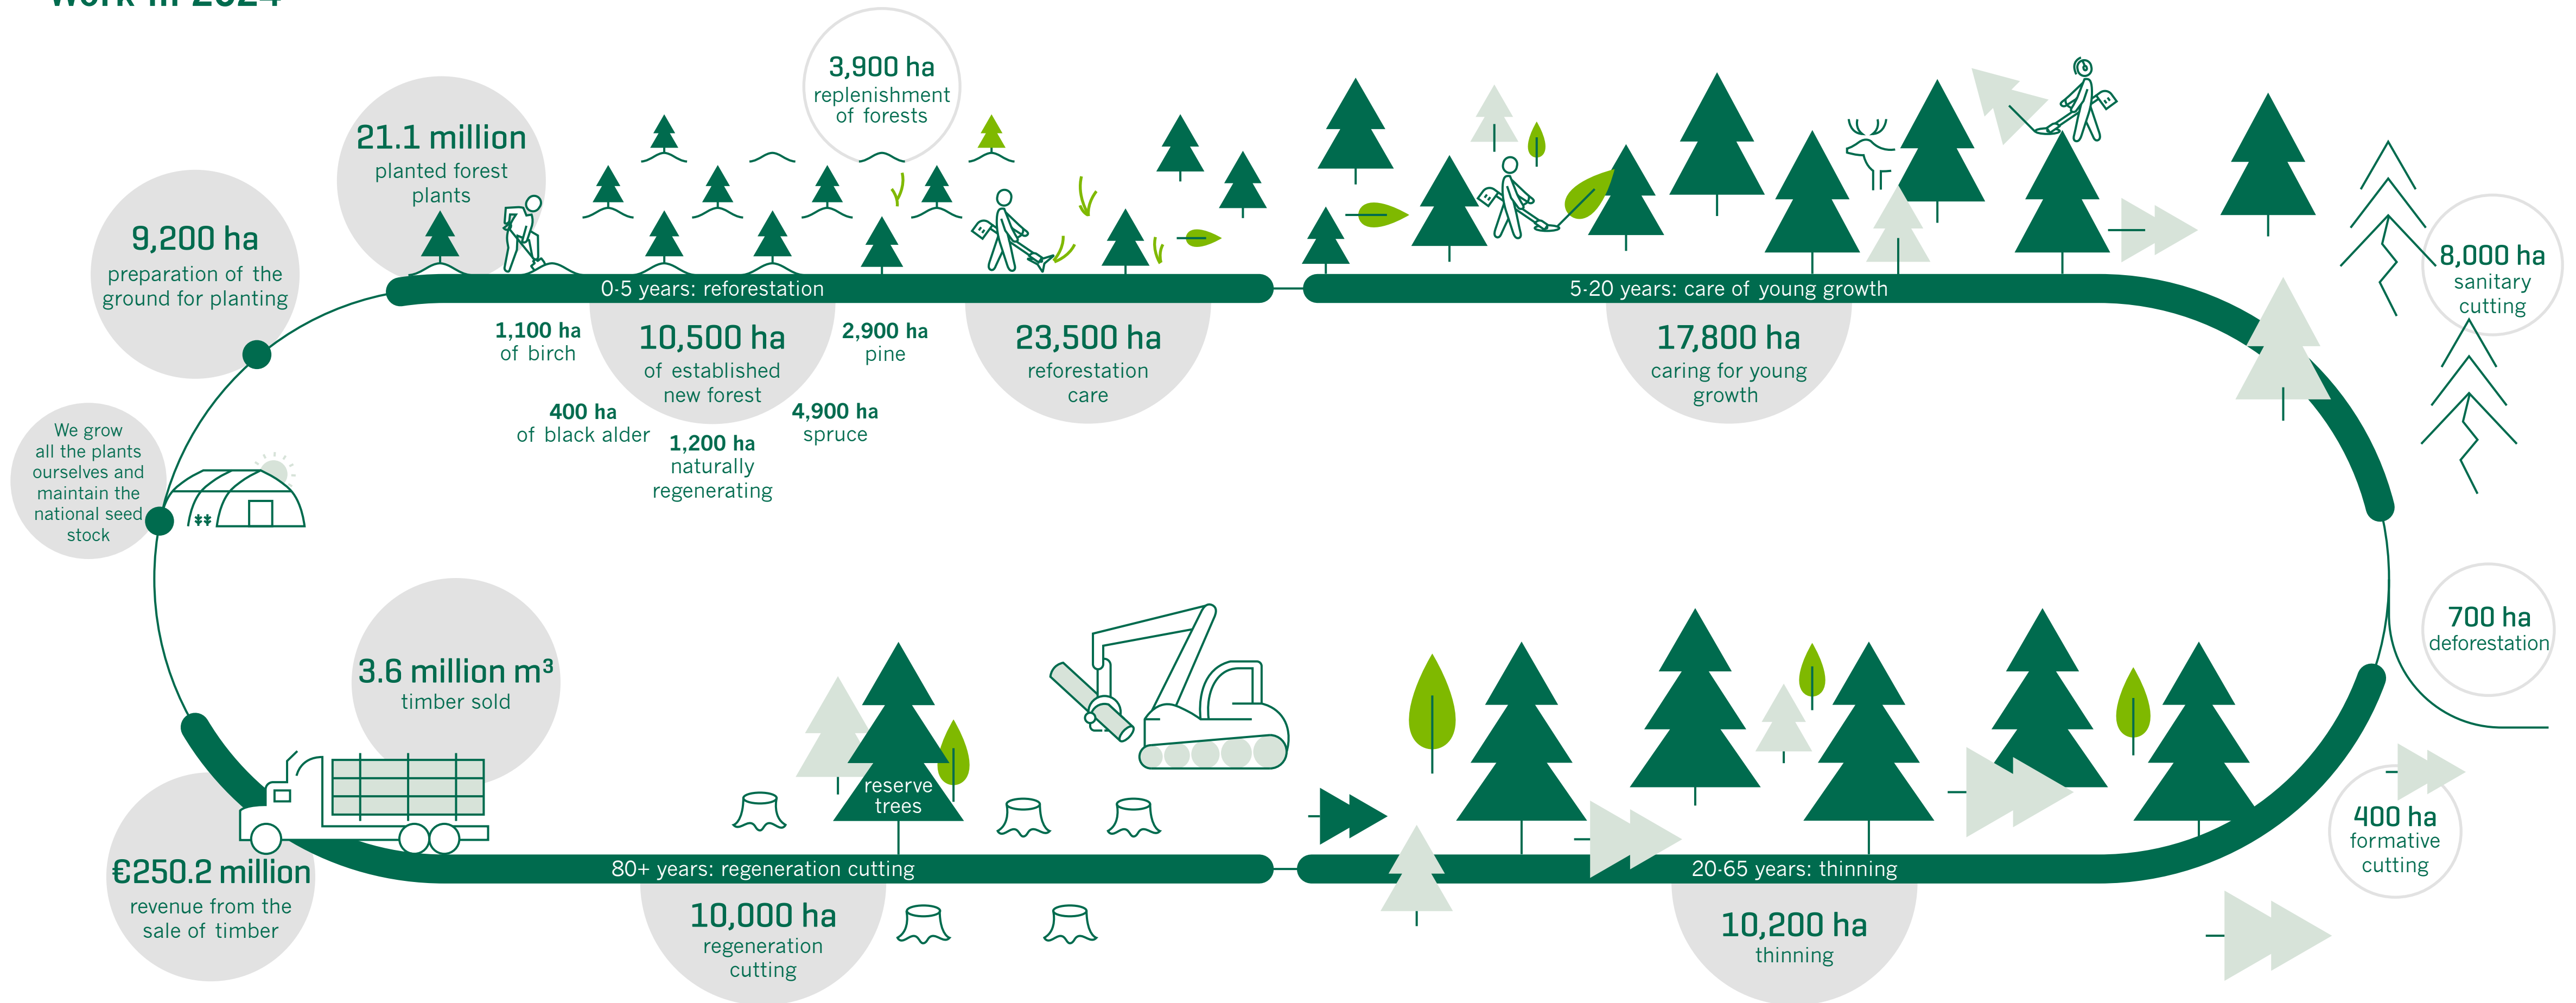 Work in 2024
3,900 ha
replenishment
of forests
21.1 million
planted forest
plants
9,200 ha
preparation of the
ground for planting
8,000 ha
sanitary
cutting
0-5 years: reforestation
5-20 years: care of young growth
1,100 ha
of birch
10,500 ha
of established
new forest
2,900 ha
pine
23,500 ha
reforestation
care
17,800 ha
caring for young
growth
400 ha
of black alder
4,900 ha
spruce
1,200 ha
naturally
regenerating
We grow
all the plants
ourselves and
maintain the
national seed
stock
700 ha
deforestation
3.6 million m³
timber sold
reserve
trees
400 ha
formative
cutting
€250.2 million
revenue from the
sale of timber
80+ years: regeneration cutting
20-65 years: thinning
10,000 ha
regeneration
cutting
10,200 ha
thinning